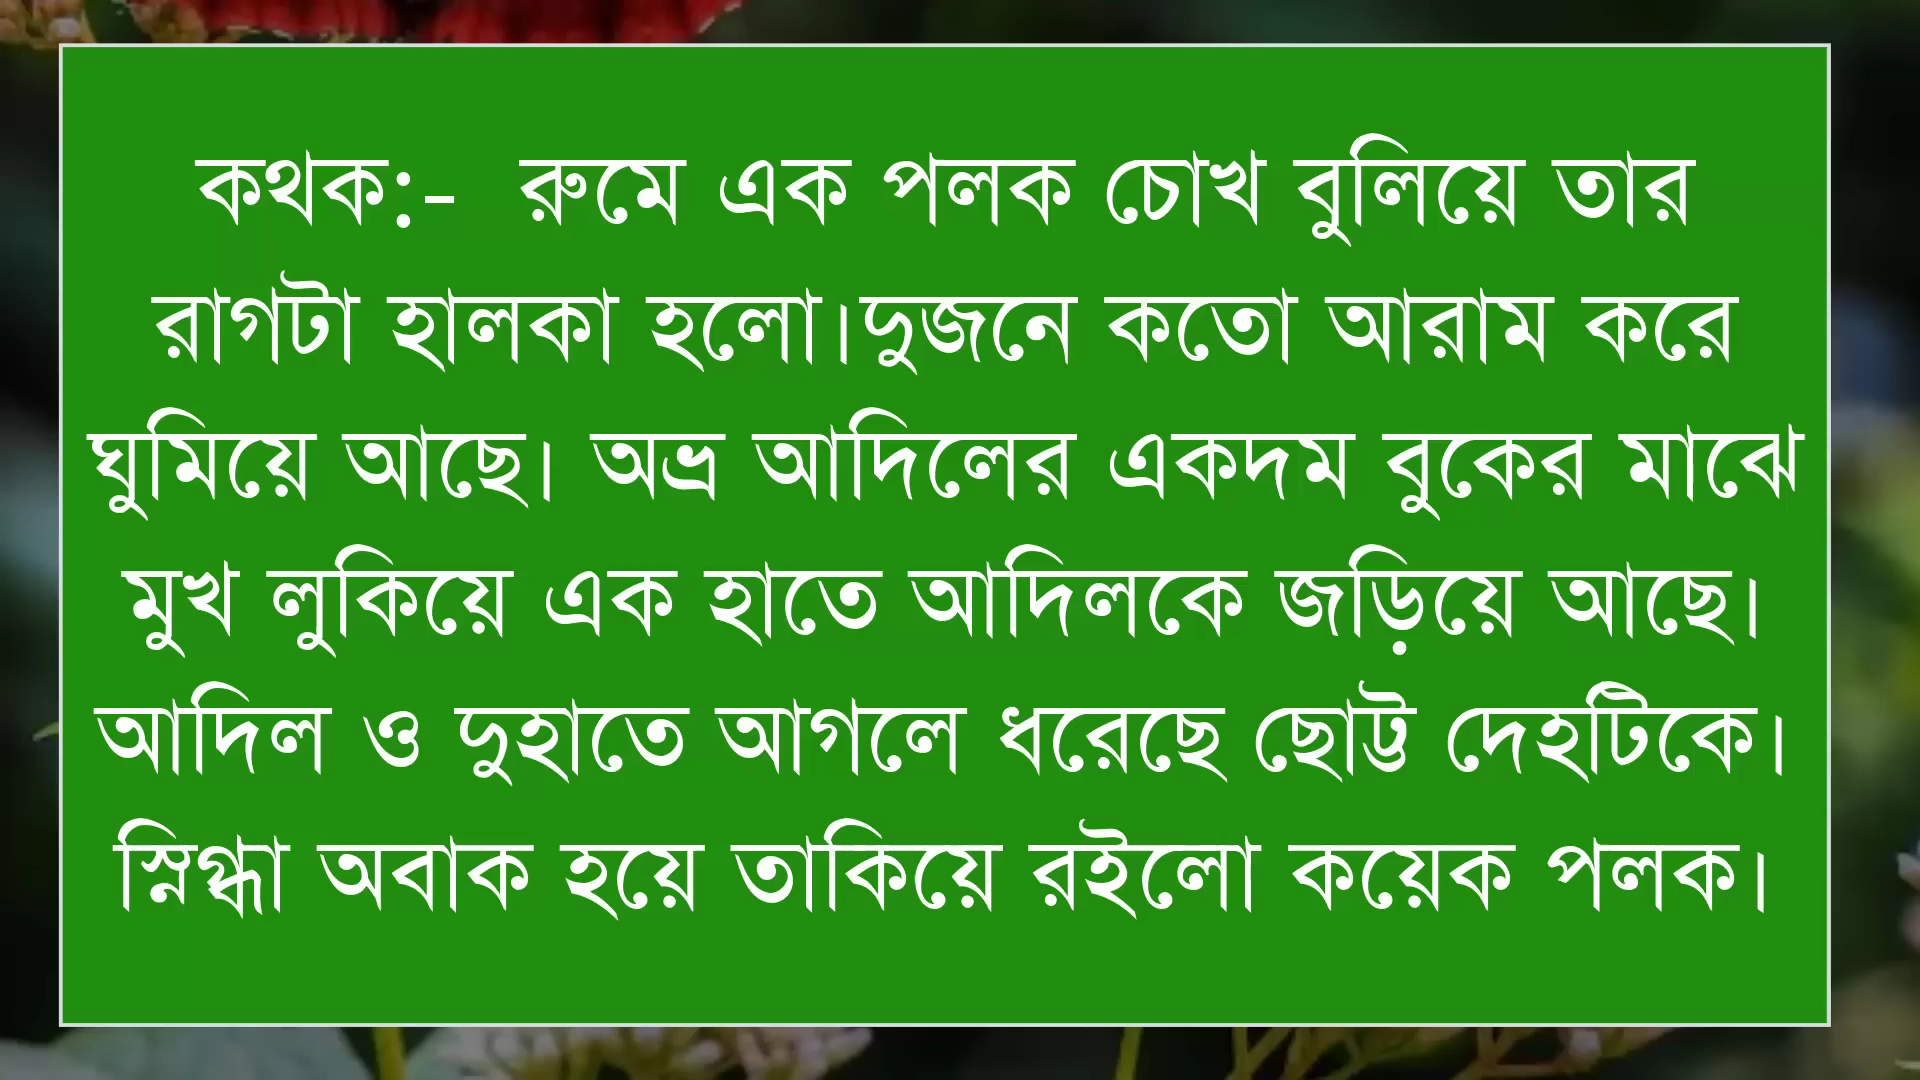 কথক:- রুমে এক পলক চোখ বুলিয়ে তার
রাগটা হালকা হলো।দুজনে কতো আরাম করে
ঘুমিয়ে আছে। অভ্র আদিলের একদম বুকের মাঝে
মুখ লুকিয়ে এক হাতে আদিলকে জড়িয়ে আছে।
আদিল ও দুহাতে আগলে ধরেছে ছোট্ট দেহটিকে।
স্নিগ্ধা অবাক হয়ে তাকিয়ে রইলো কয়েক পলক।